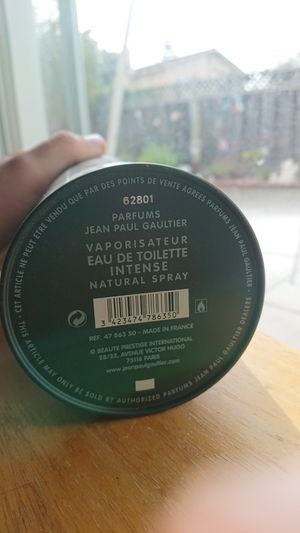 62801
PARFUMS
JEAN PAUL GAULTIER
VAPORISATEUR
EAU DE TOILETTE
INTENSE
NATURAL SPRAY
3 423474 786350
REF. 47 863 50 - MADE IN FRANCE
© BEAUTE PRESTIGE INTERNATIONAL
28/32, AVENUE VICTOR HUGO
75116 PARIS
www.jeanpaulgaultier.com
CET ARTICLE NE PEUT ETRE VENDU QUE PAR DES POINTS DE VENTE AGREES PARFUMS JEAN PAUL GAULTIER -
THIS ARTICLE MAY ONLY BE SOLD BY AUTHORIZED PARFUMS JEAN PAUL GAULTIER DEALERS -